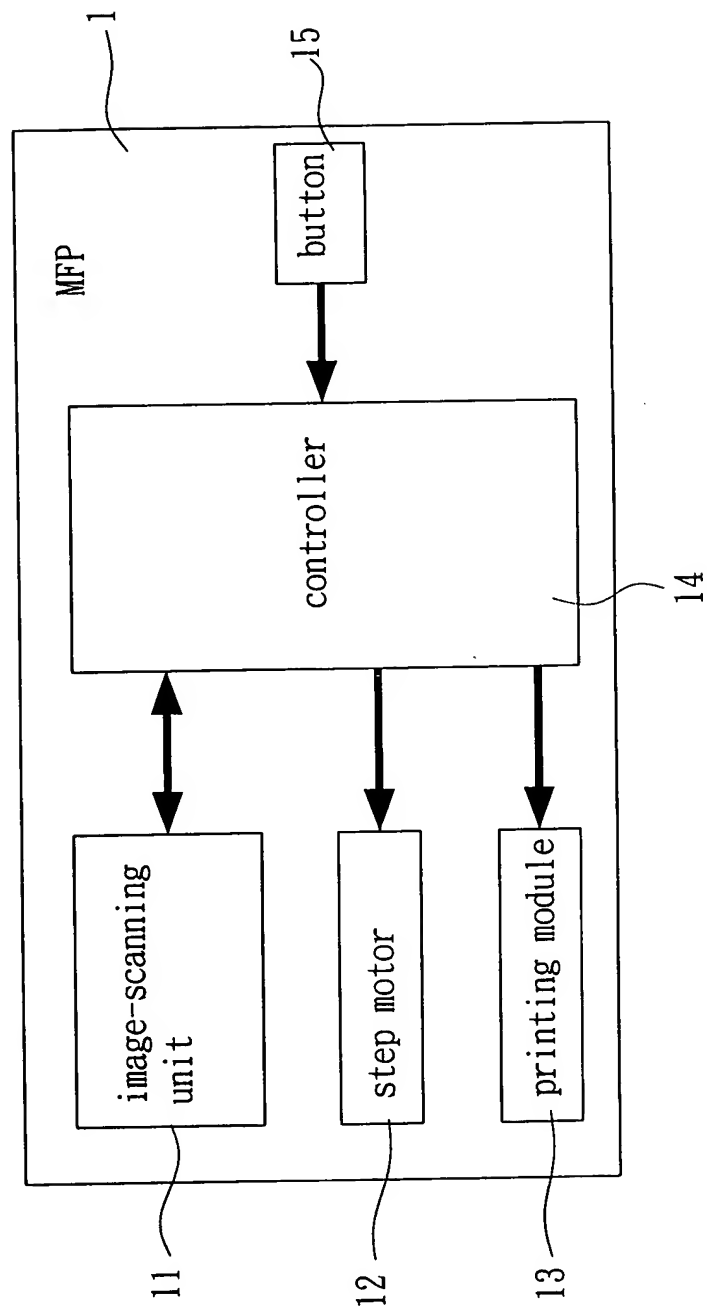 1
MFP
15
button
controller
14
image-scanning
unit
11
step motor
12
printing module
13